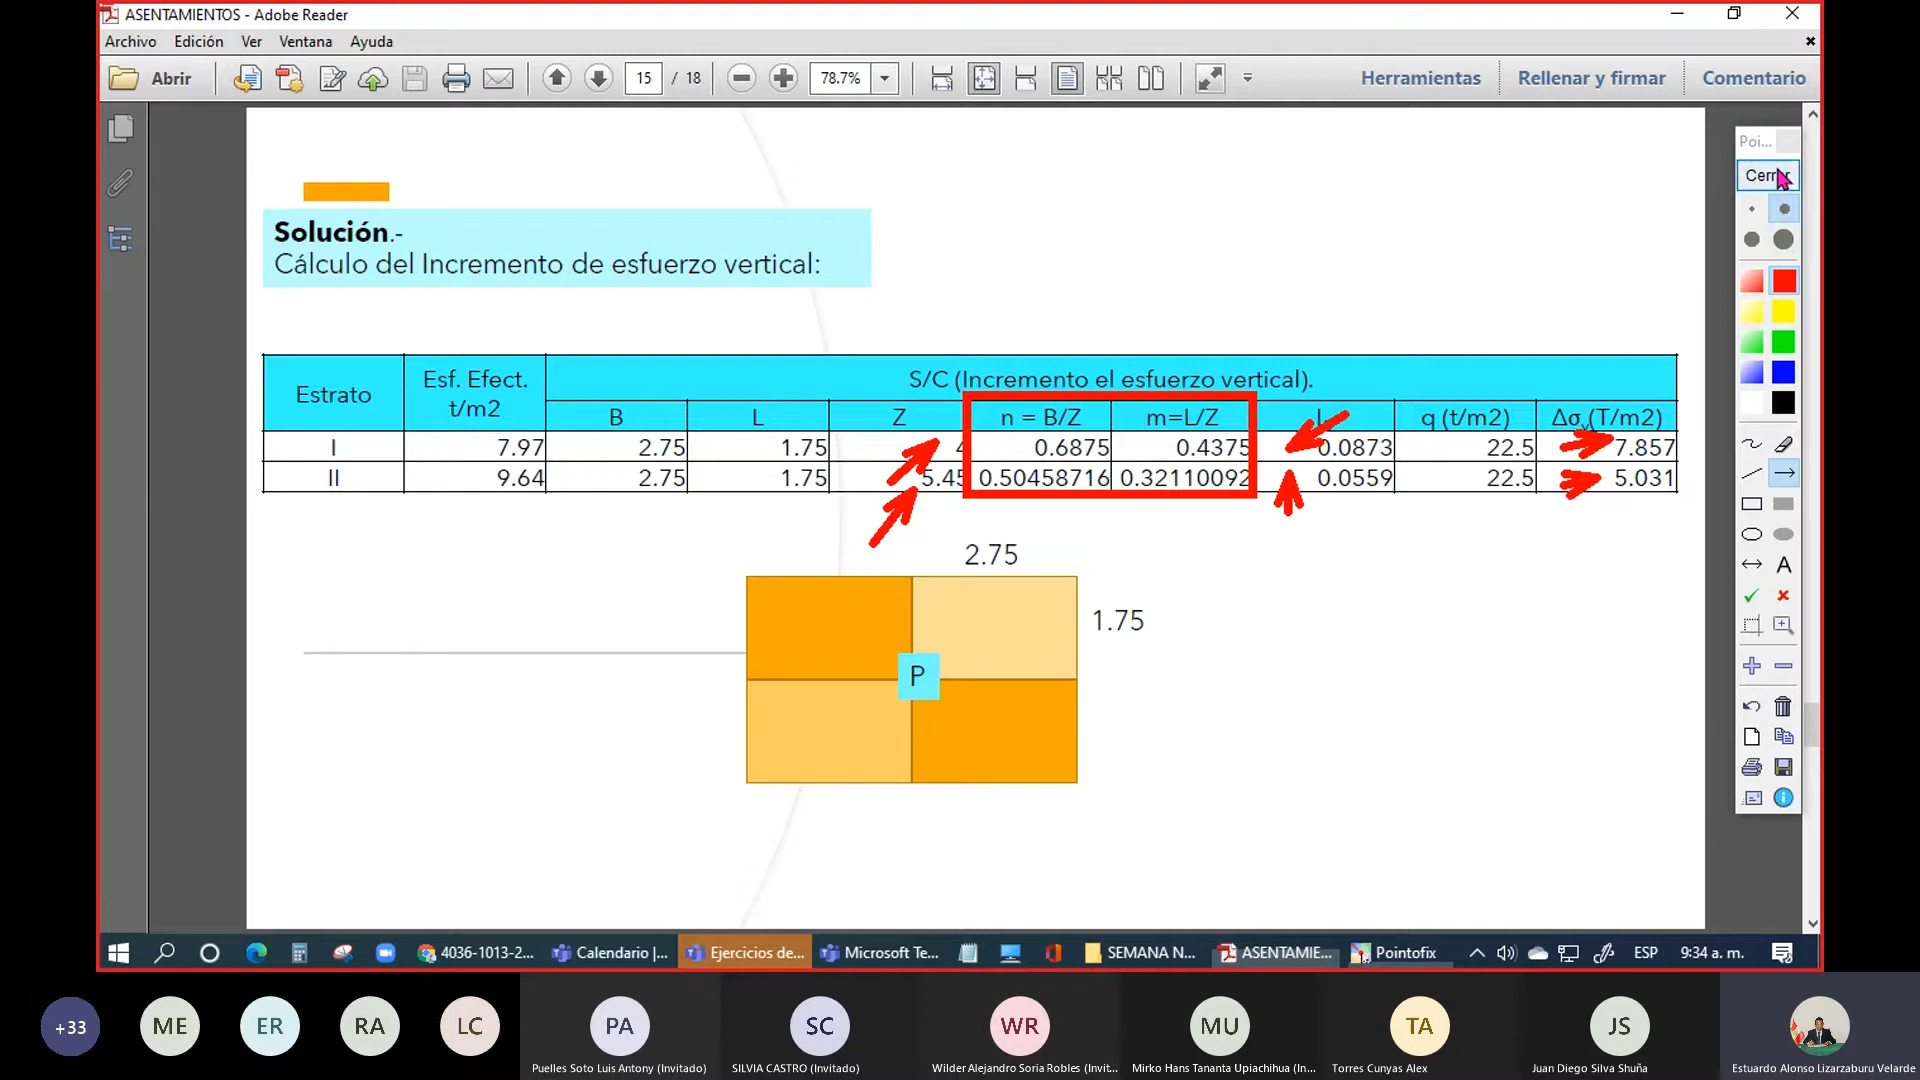 ASENTAMIENTOS - Adobe Reader
Archivo Edición Ver Ventana Ayuda
Abrir 15 / 18 78.7% Herramientas Rellenar y firmar Comentario
Poi...
Cerrar
Solución.-
Cálculo del Incremento de esfuerzo vertical:
Estrato Esf. Efect. t/m2 S/C (Incremento el esfuerzo vertical).
B L Z n = B/Z m=L/Z I q (t/m2) Δσv(T/m2)
I 7.97 2.75 1.75 4 0.6875 0.4375 0.0873 22.5 7.857
II 9.64 2.75 1.75 5.45 0.50458716 0.32110092 0.0559 22.5 5.031
2.75
1.75
P
A
4036-1013-2... Calendario |... Ejercicios de... Microsoft Te... SEMANA N... ASENTAMIE... Pointofix ESP 9:34 a. m.
+33 ME ER RA LC PA SC WR MU TA JS
Puelles Soto Luis Antony (Invitado) SILVIA CASTRO (Invitado) Wilder Alejandro Soria Robles (Invit... Mirko Hans Tananta Upiachihua (In... Torres Cunyas Alex Juan Diego Silva Shuña Estuardo Alonso Lizarzaburu Velarde